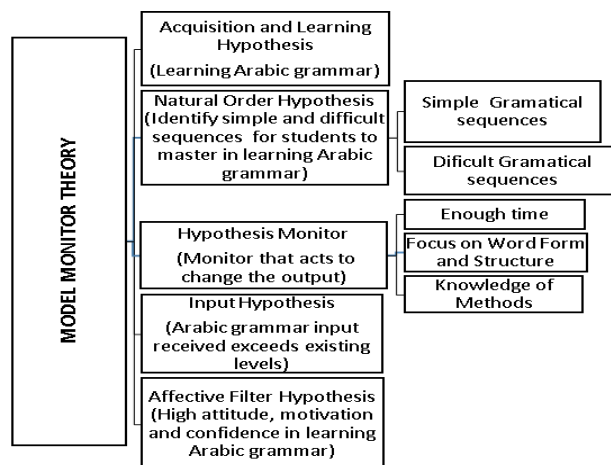 MODEL MONITOR THEORY
Acquisition and Learning
Hypothesis
(Learning Arabic grammar)
Natural Order Hypothesis
(Identify simple and difficult
sequences for students to
master in learning Arabic
grammar)
Simple Gramatical
sequences
Dificult Gramatical
sequences
Hypothesis Monitor
(Monitor that acts to
change the output)
Enough time
Focus on Word Form
and Structure
Knowledge of
Methods
Input Hypothesis
(Arabic grammar input
received exceeds existing
levels)
Affective Filter Hypothesis
(High attitude, motivation
and confidence in learning
Arabic grammar)